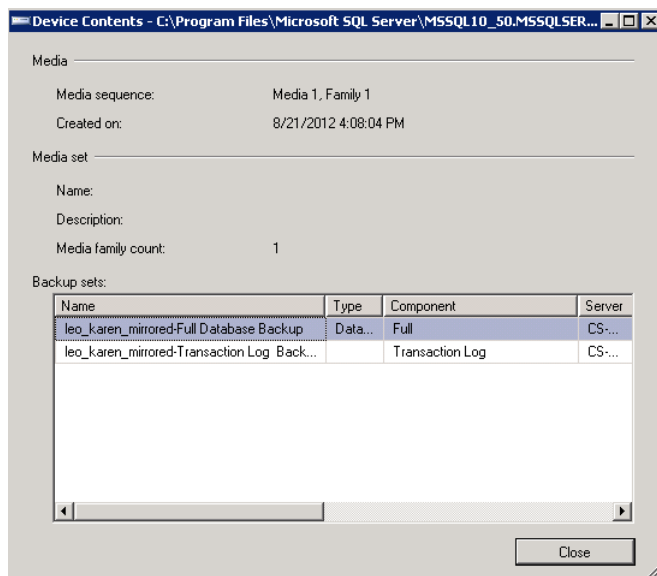 Device Contents - C:\Program Files\Microsoft SQL Server\MSSQL10_50.MSSQLSER...
Media
Media sequence: Media 1, Family 1
Created on: 8/21/2012 4:08:04 PM
Media set
Name:
Description:
Media family count: 1
Backup sets:
Name Type Component Server
leo_karen_mirrored-Full Database Backup Data... Full CS-...
leo_karen_mirrored-Transaction Log Back... Transaction Log CS-...
Close